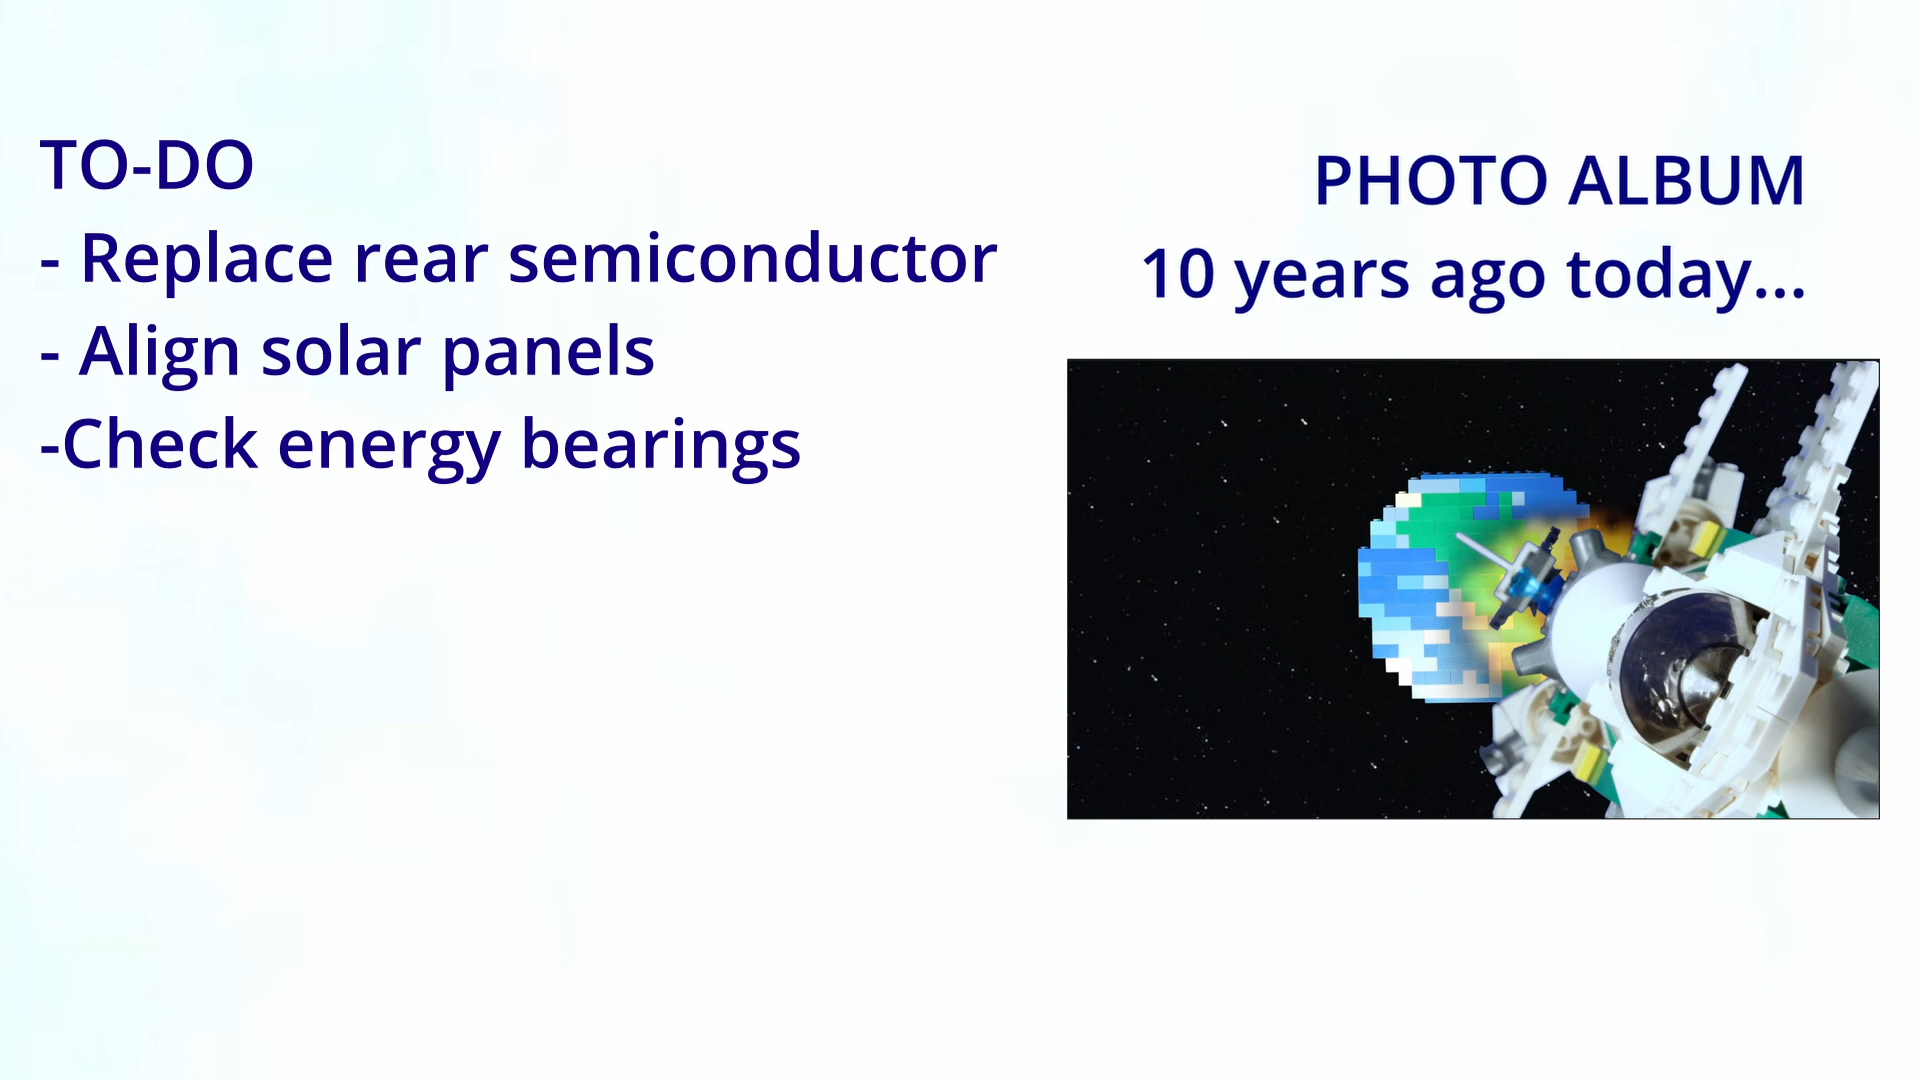 TO-DO
- Replace rear semiconductor
- Align solar panels
-Check energy bearings
PHOTO ALBUM
10 years ago today...